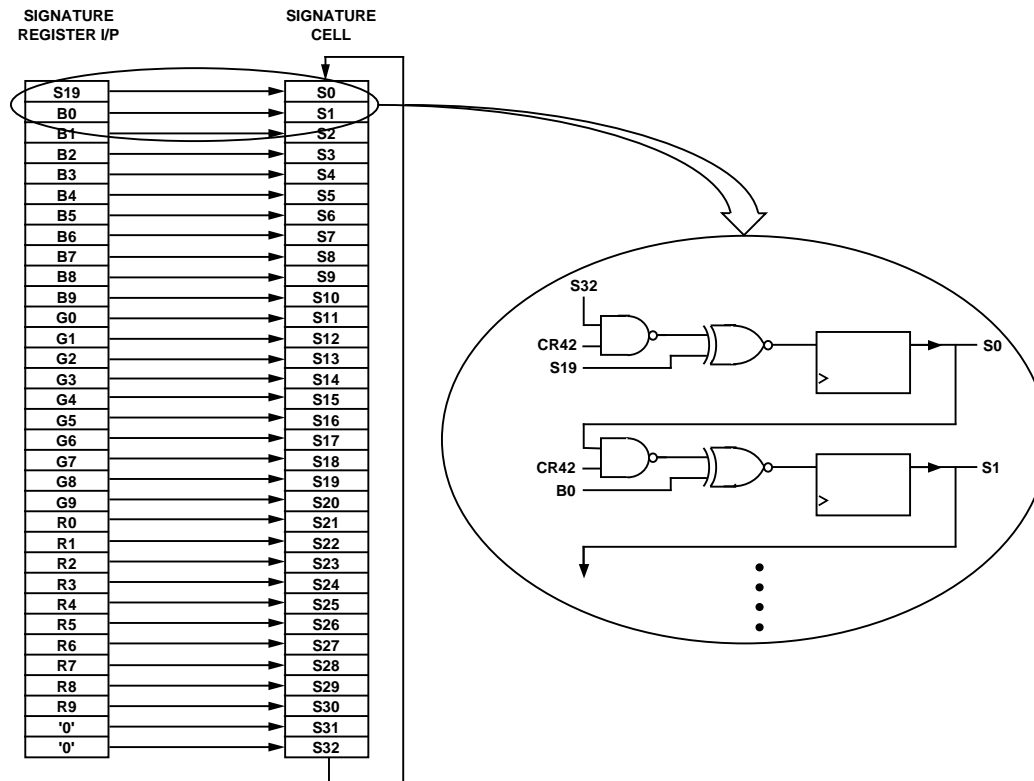 SIGNATURE
REGISTER I/P
SIGNATURE
CELL
S19 S0
B0 S1
B1 S2
B2 S3
B3 S4
B4 S5
B5 S6
B6 S7
B7 S8
B8 S9
B9 S10
G0 S11
G1 S12
G2 S13
G3 S14
G4 S15
G5 S16
G6 S17
G7 S18
G8 S19
G9 S20
R0 S21
R1 S22
R2 S23
R3 S24
R4 S25
R5 S26
R6 S27
R7 S28
R8 S29
R9 S30
'0' S31
'0' S32
S32
CR42
S19
S0
CR42
B0
S1